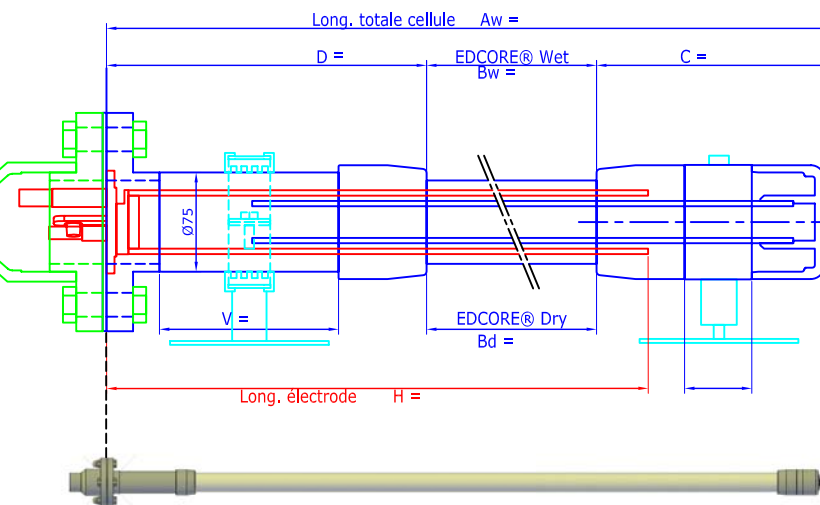 Long. totale cellule Aw =
D =
EDCORE® Wet
Bw =
C =
Ø75
V =
EDCORE® Dry
Bd =
Long. électrode H =